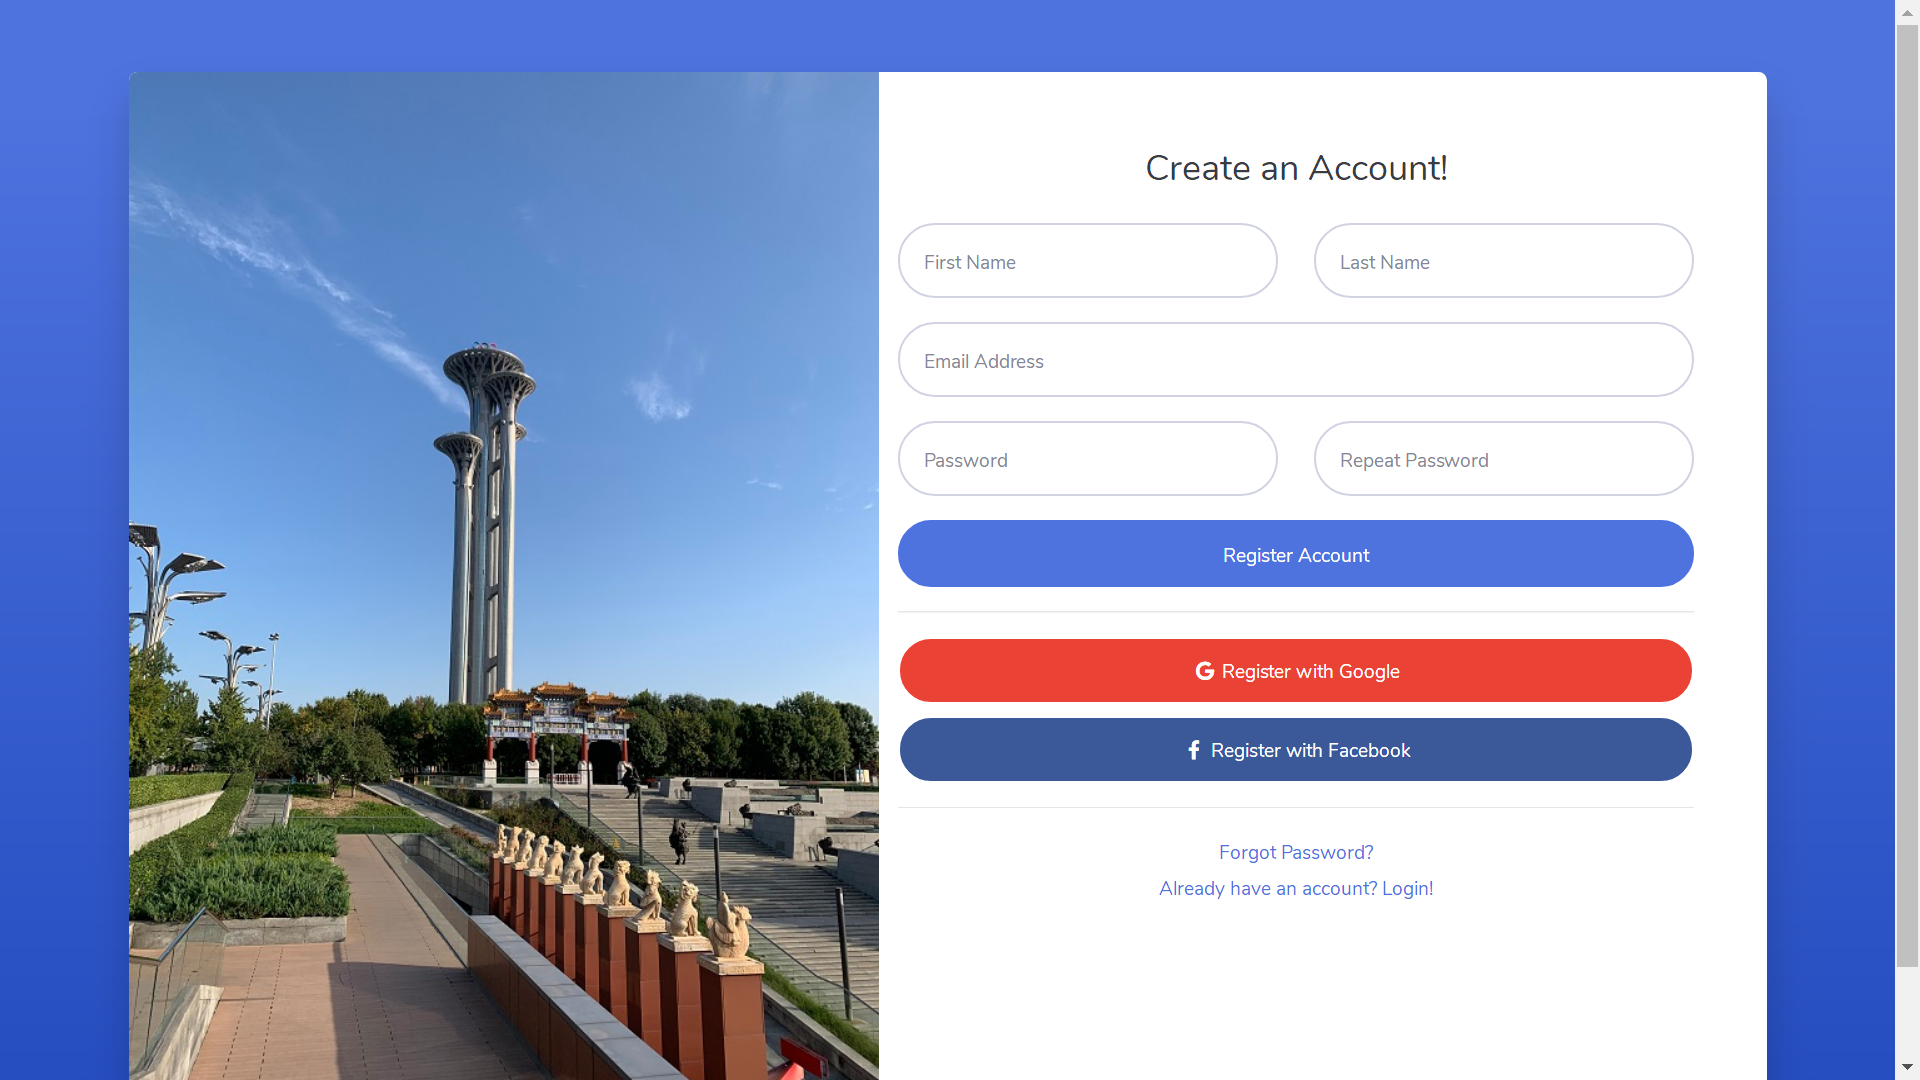 Create an Account!
First Name
Last Name
Email Address
Password
Repeat Password
Register Account
Register with Google
Register with Facebook
Forgot Password?
Already have an account? Login!